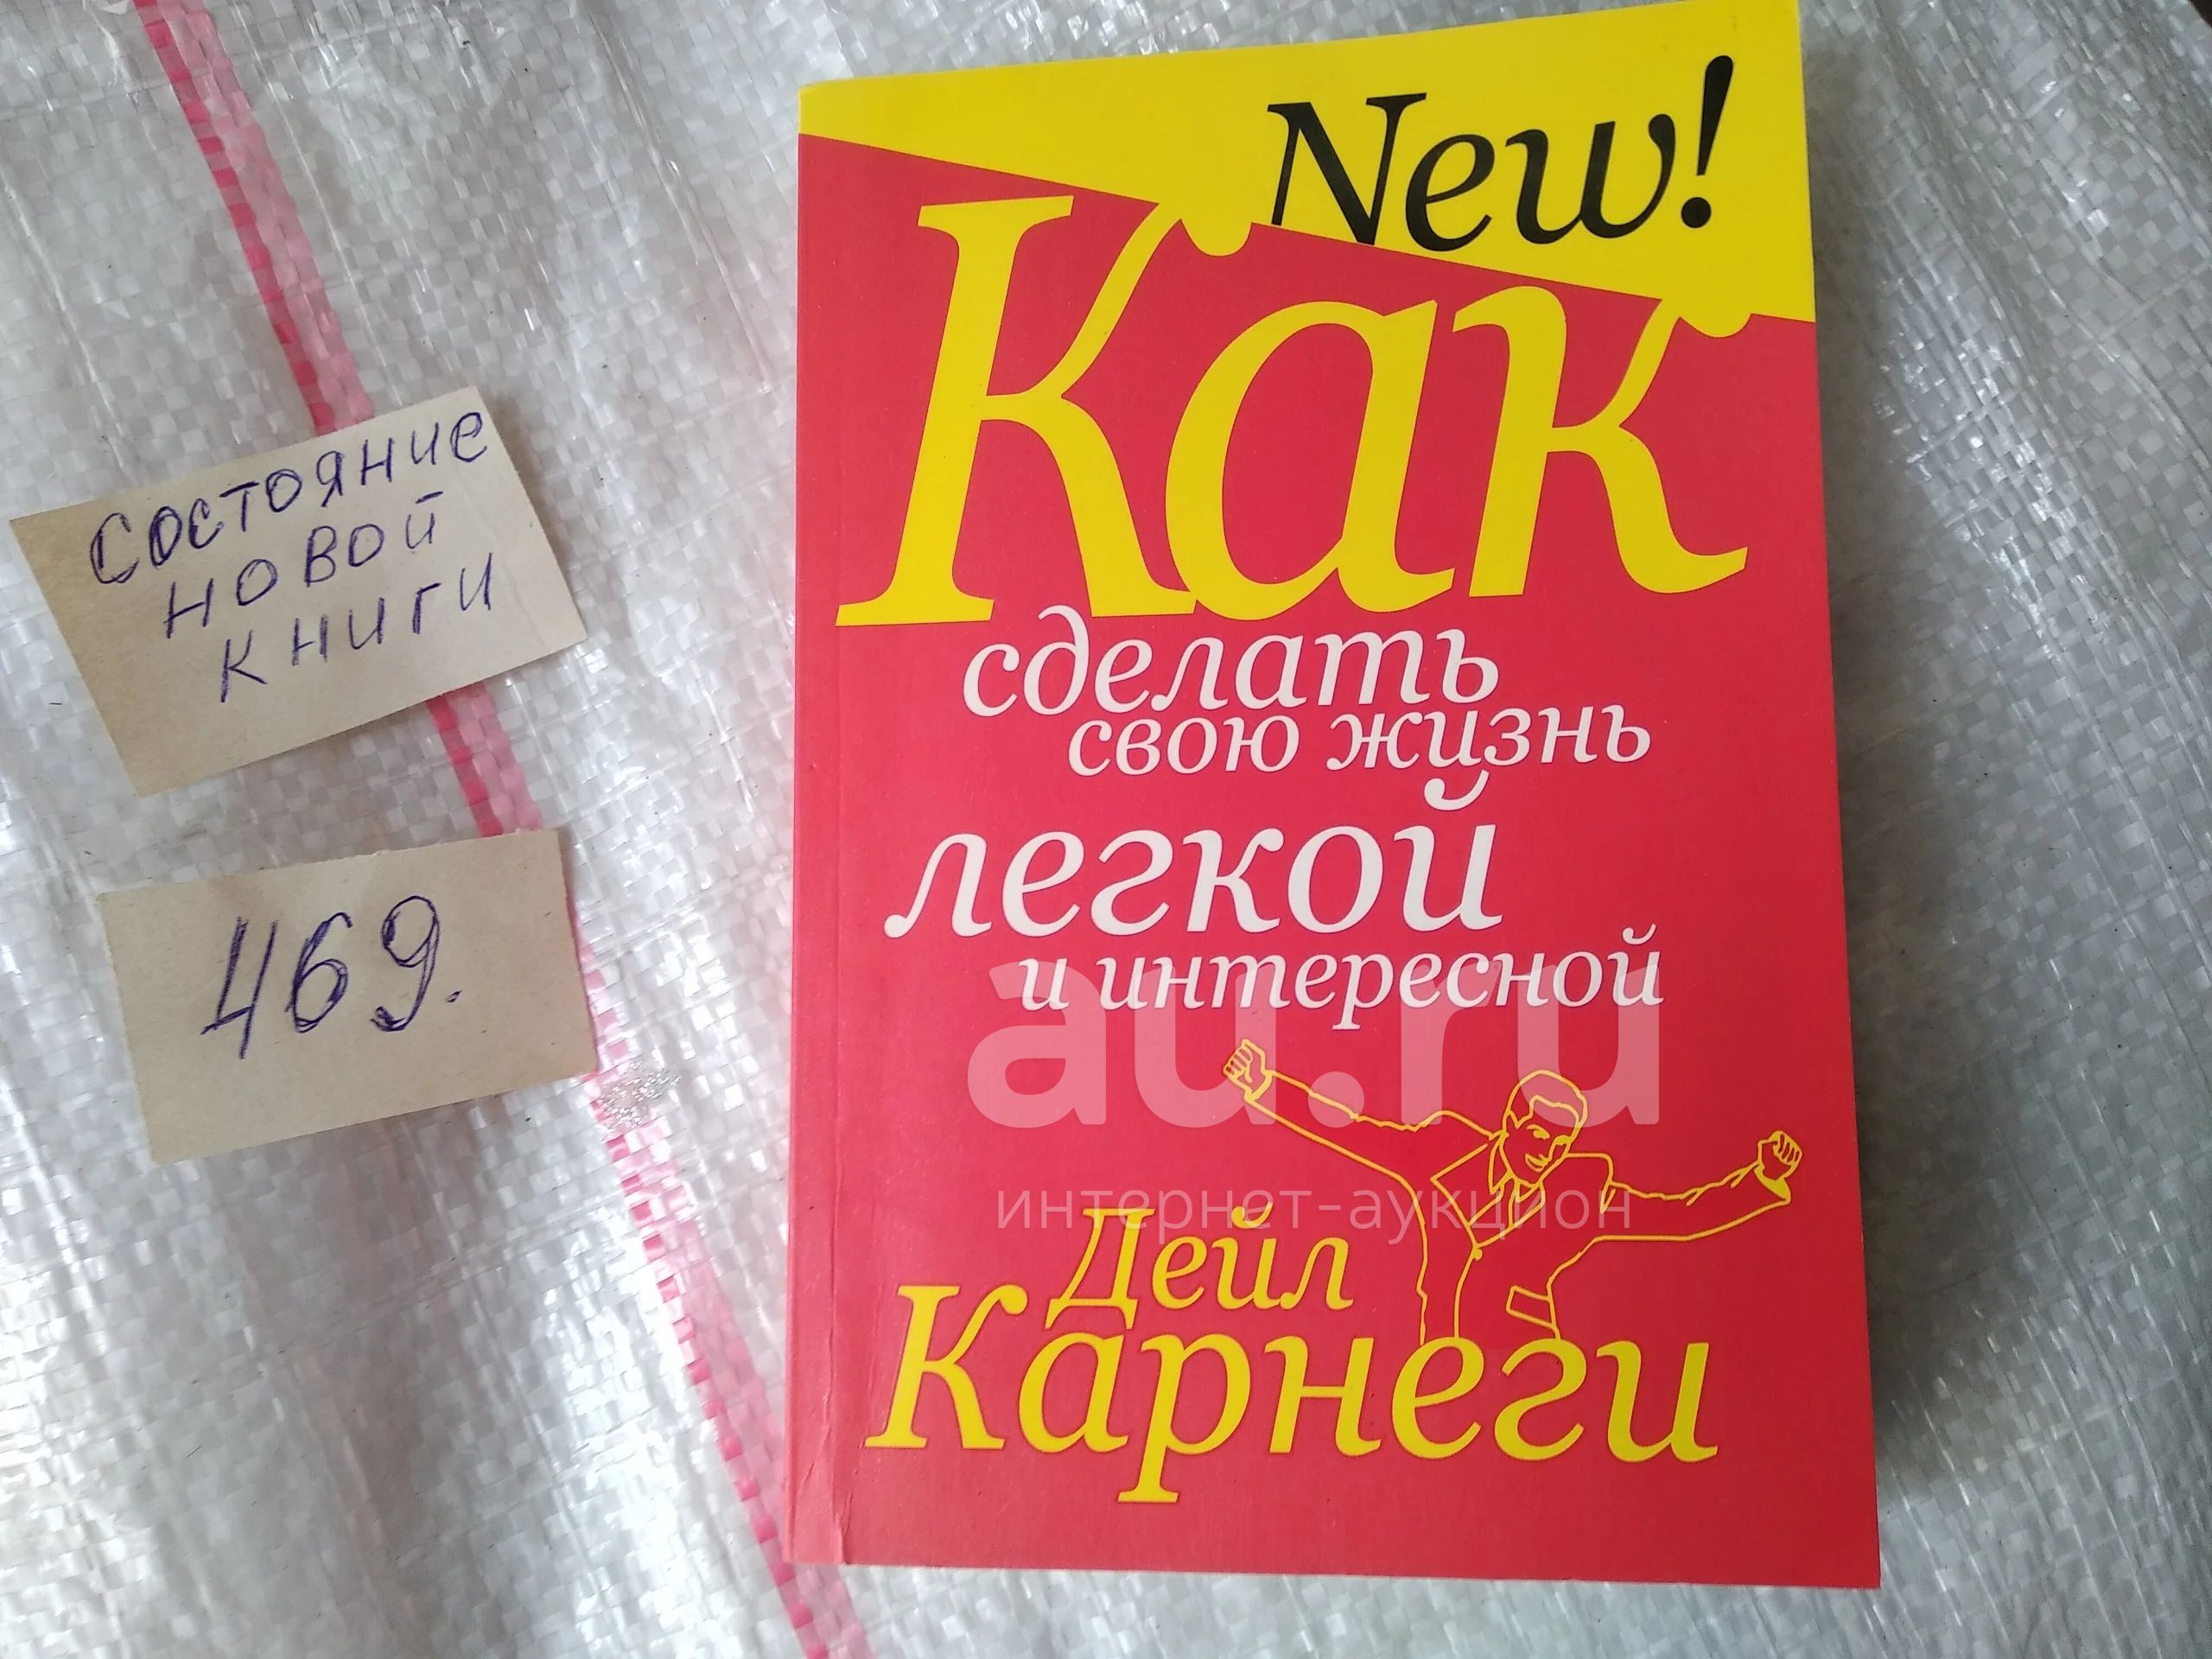 состояние
новой
книги
469.
New!
Как
сделать
свою жизнь
легкой
и интересной
au.ru
интернет-аукцион
Дейл
Карнеги